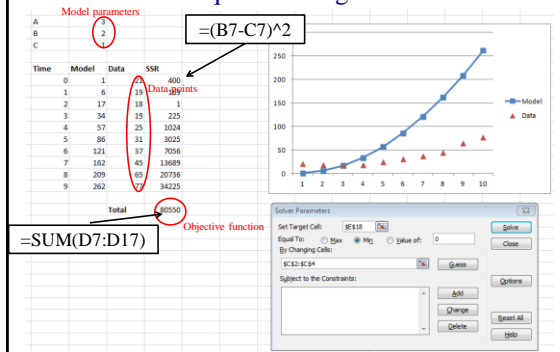 Model parameters
A 3
B 2
C 1
=(B7-C7)^2
Time Model Data SSR
0 1 21 400
Data points
1 6 19 169
2 17 18 1
3 34 19 225
4 57 25 1024
5 86 31 3025
6 121 37 7056
7 162 45 13689
8 209 65 20736
9 262 77 34225
Total 80550
Objective function
=SUM(D7:D17)
250
200
150
100
50
0
1 2 3 4 5 6 7 8 9 10
Model
Data
Solver Parameters
Set Target Cell: $E$18 Solve
Equal To: Max Min Value of: 0 Close
By Changing Cells:
$C$2:$C$4 Guess
Subject to the Constraints: Options
Add
Change
Reset All
Delete
Help